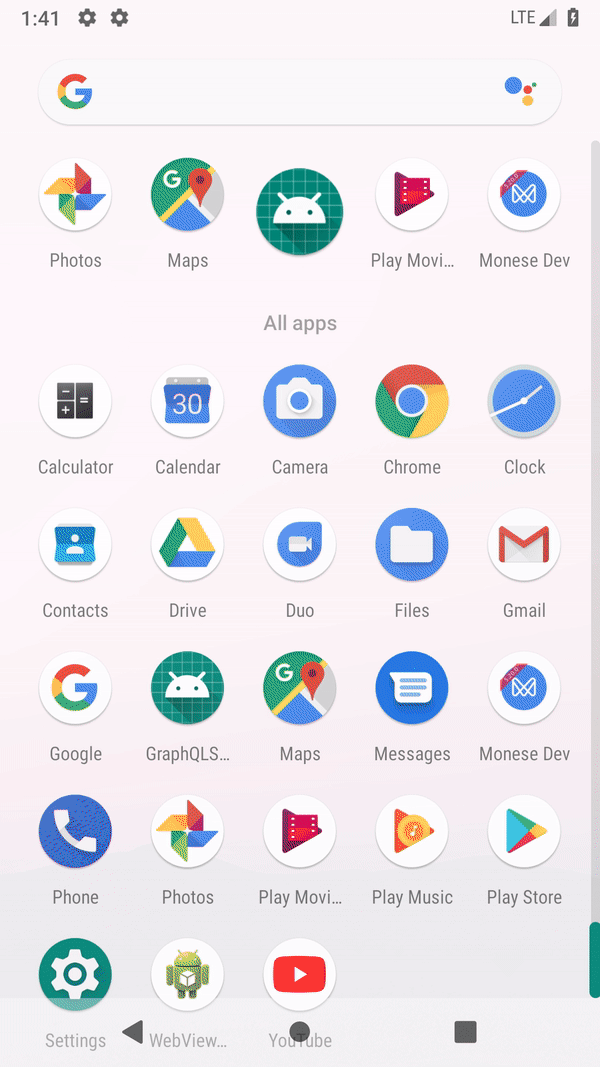 1:41 LTE
Photos Maps Play Movi... Monese Dev
All apps
Calculator Calendar Camera Chrome Clock
30
Contacts Drive Duo Files Gmail
Google GraphQLS... Maps Messages Monese Dev
Phone Photos Play Movi... Play Music Play Store
Settings WebView... YouTube